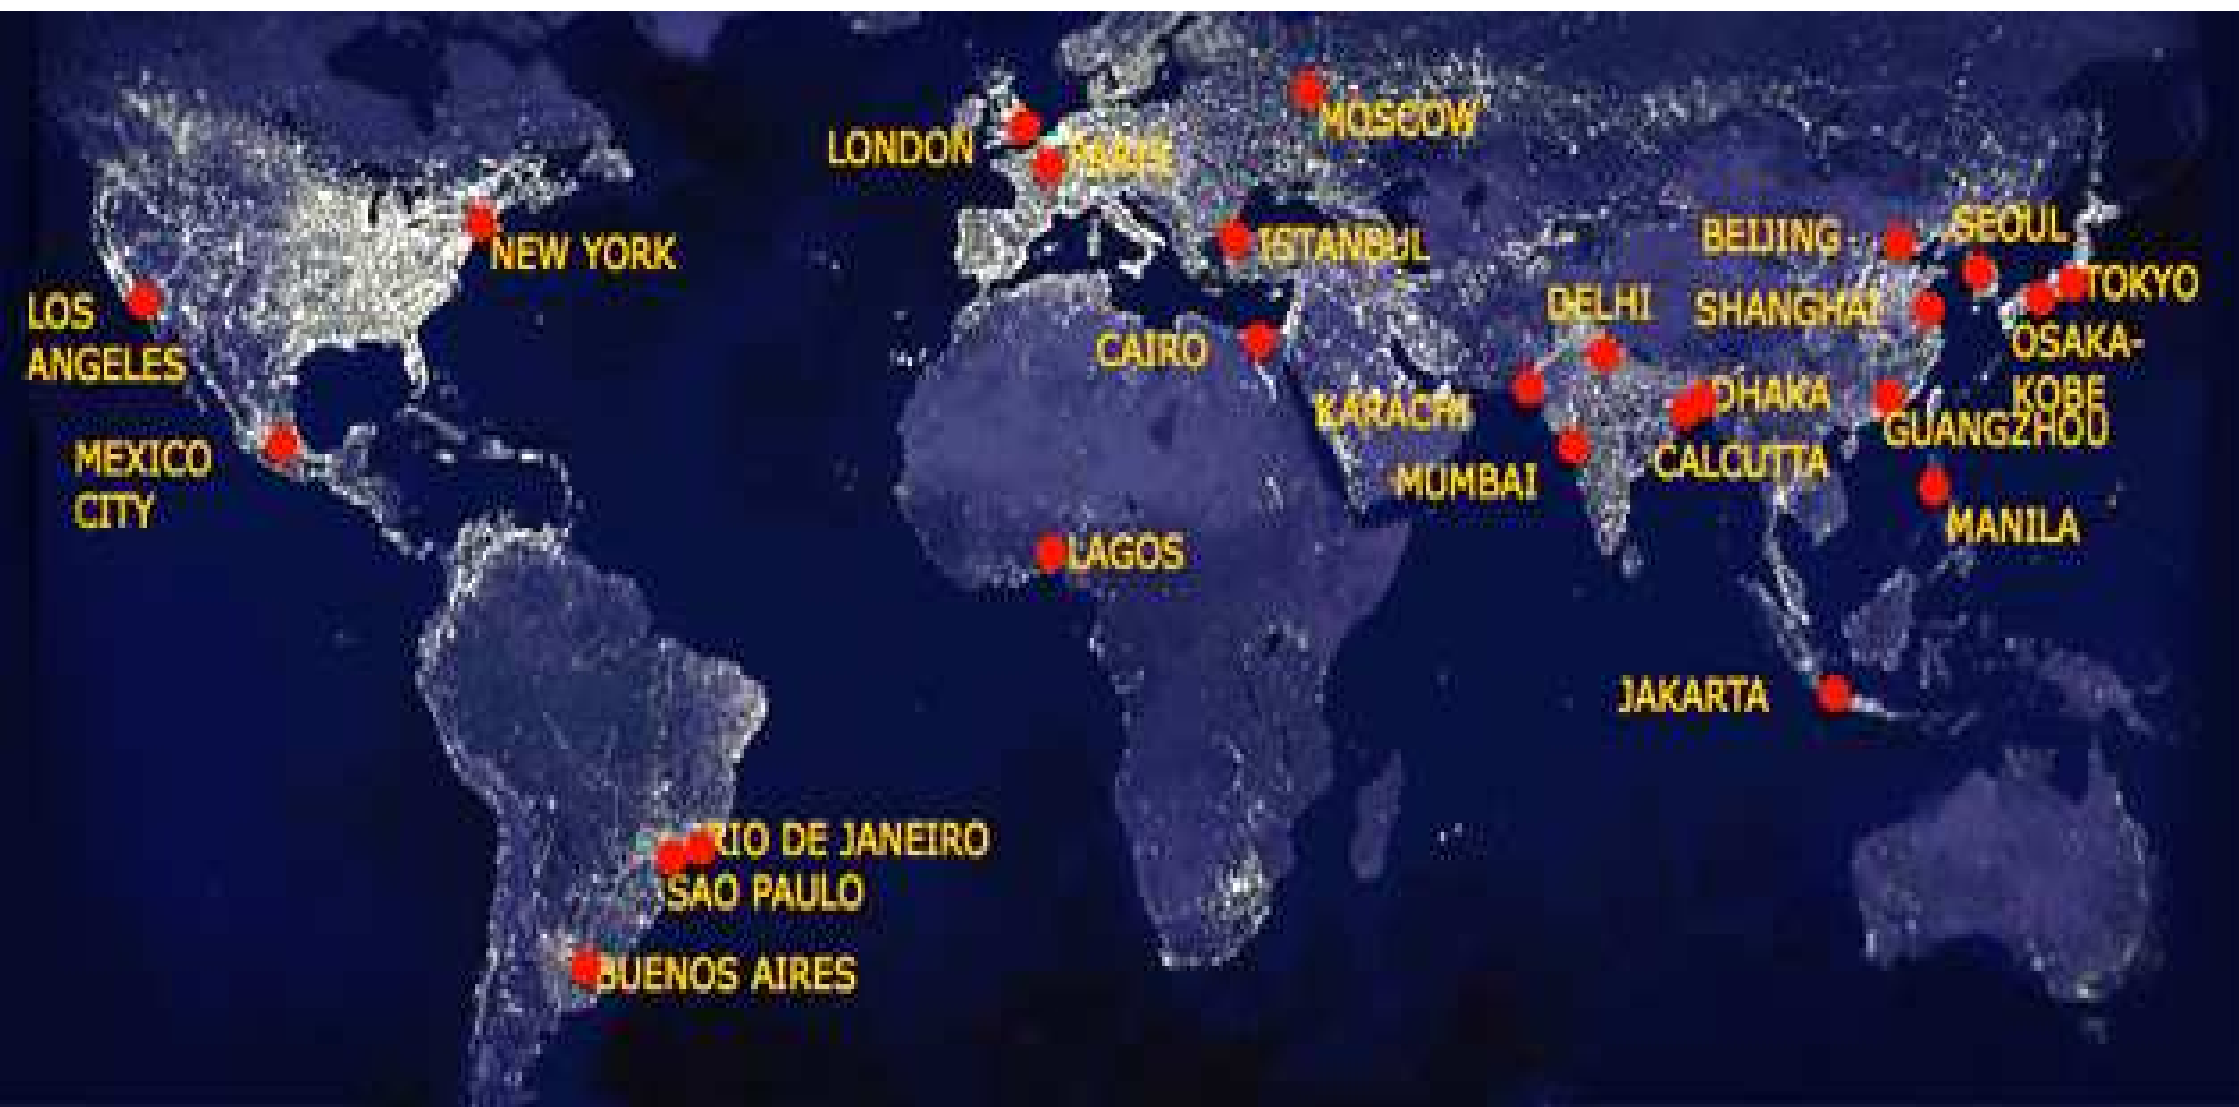 MOSCOW
LONDON
PARIS
NEW YORK
ISTANBUL
BEIJING
SEOUL
TOKYO
LOS
ANGELES
DELHI
SHANGHAI
CAIRO
OSAKA-
KOBE
KARACHI
DHAKA
GUANGZHOU
MEXICO
CITY
MUMBAI
CALCUTTA
MANILA
LAGOS
JAKARTA
RIO DE JANEIRO
SAO PAULO
BUENOS AIRES